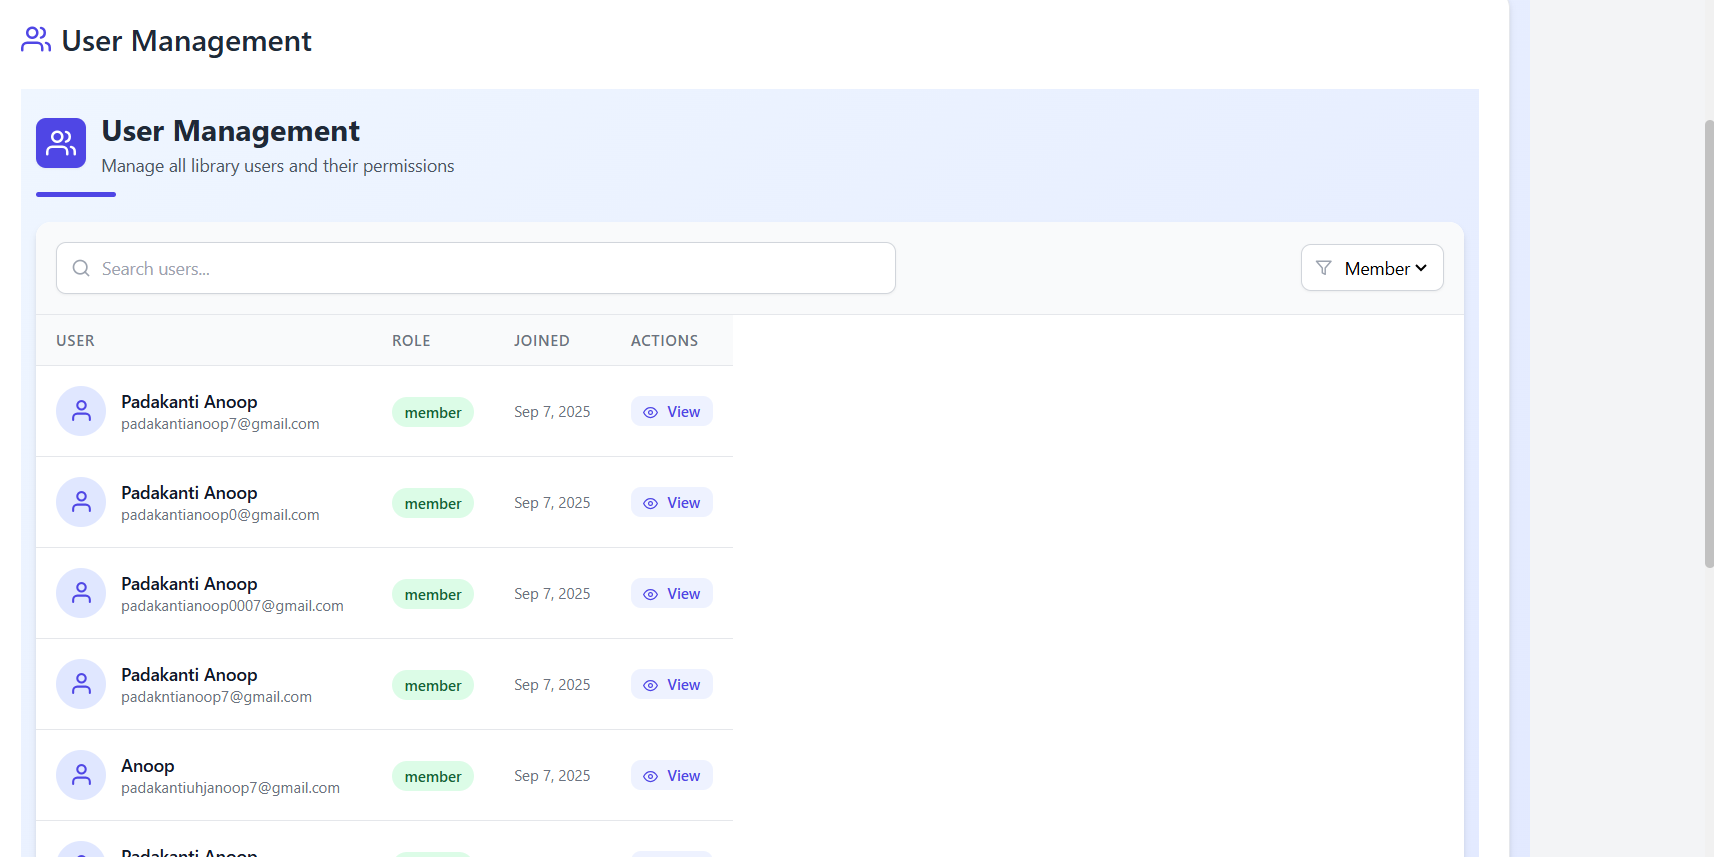 User Management
User Management
Manage all library users and their permissions
Search users...
Member
USER ROLE JOINED ACTIONS
Padakanti Anoop
padakantianoop7@gmail.com
member Sep 7, 2025 View
Padakanti Anoop
padakantianoop0@gmail.com
member Sep 7, 2025 View
Padakanti Anoop
padakantianoop0007@gmail.com
member Sep 7, 2025 View
Padakanti Anoop
padakntianoop7@gmail.com
member Sep 7, 2025 View
Anoop
padakantiuhjanoop7@gmail.com
member Sep 7, 2025 View
Padakanti Anoop